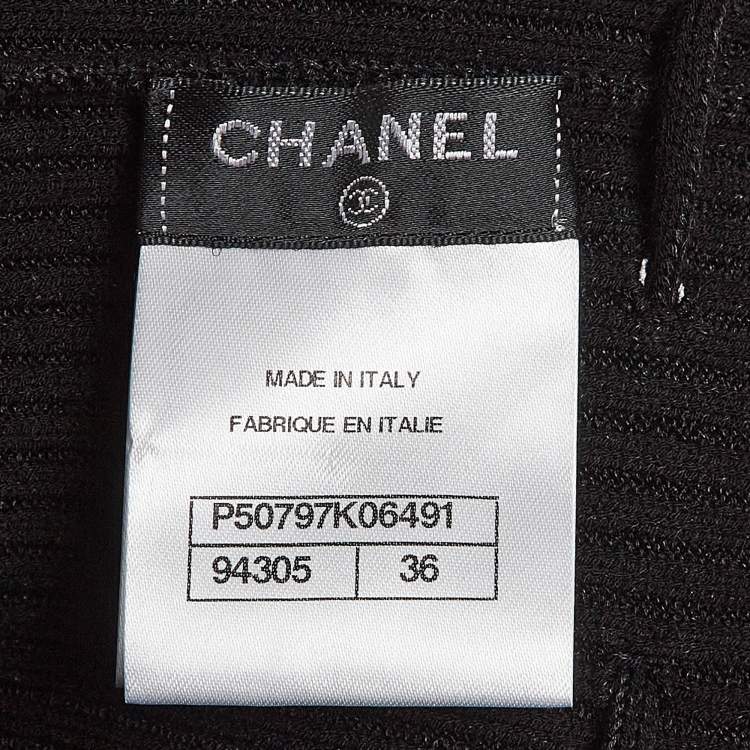 CHANEL
MADE IN ITALY
FABRIQUE EN ITALIE
P50797K06491
94305 36